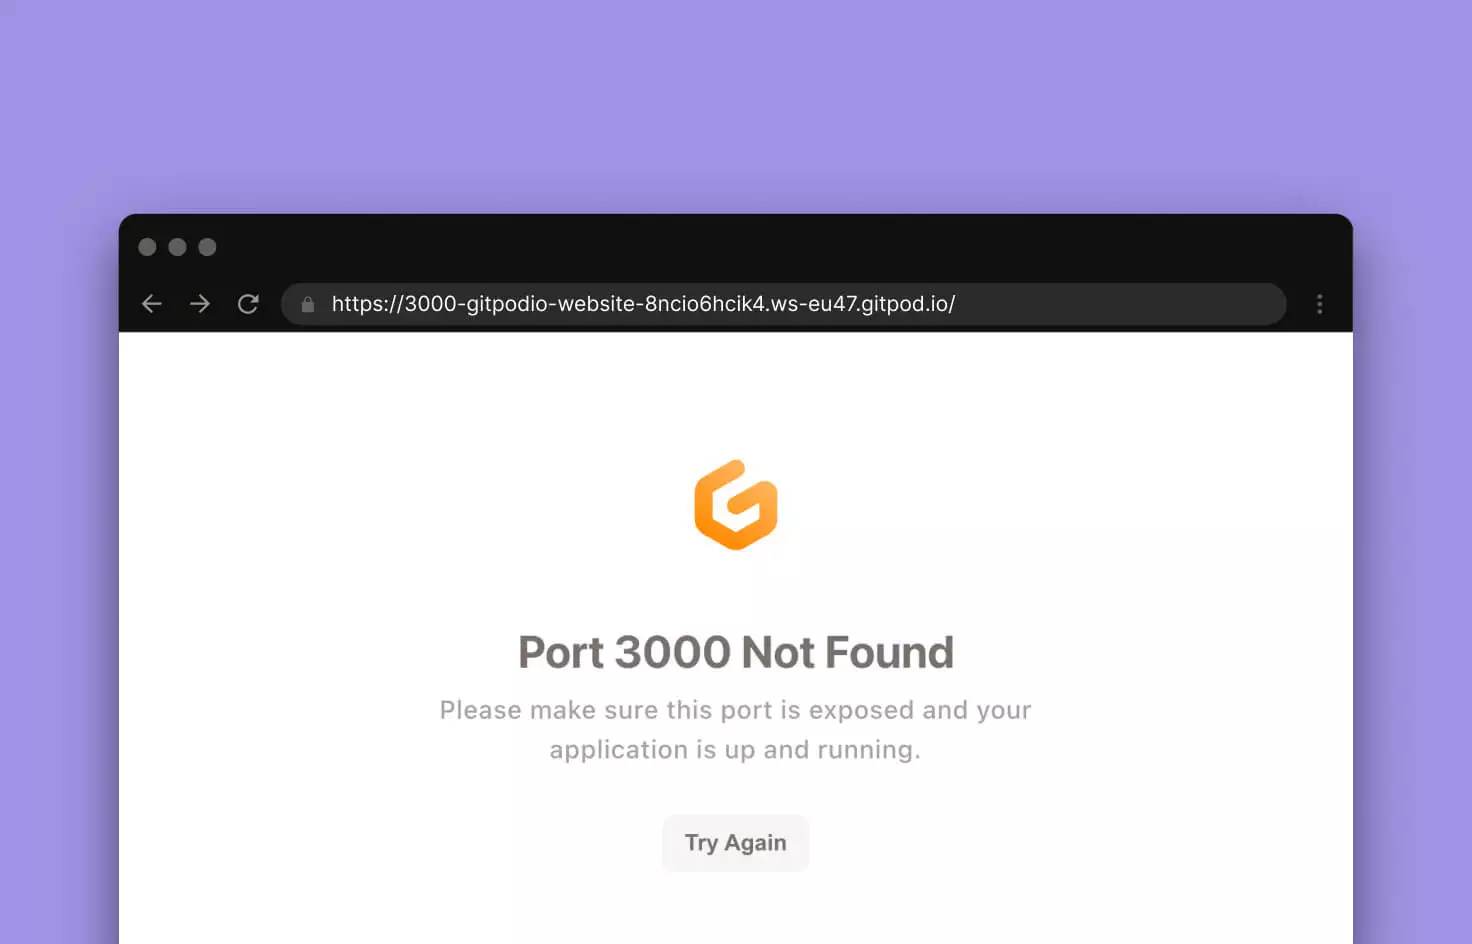 https://3000-gitpodio-website-8ncio6hcik4.ws-eu47.gitpod.io/
Port 3000 Not Found
Please make sure this port is exposed and your
application is up and running.
Try Again